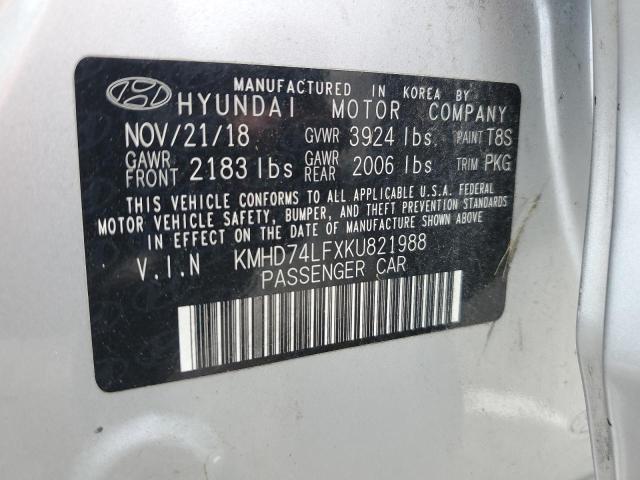 MANUFACTURED IN KOREA BY
HYUNDAI MOTOR COMPANY
NOV/21/18 GVWR 3924 lbs PAINT T8S
GAWR FRONT 2183 lbs GAWR REAR 2006 lbs TRIM PKG
THIS VEHICLE CONFORMS TO ALL APPLICABLE U.S.A. FEDERAL
MOTOR VEHICLE SAFETY, BUMPER, AND THEFT PREVENTION STANDARDS
IN EFFECT ON THE DATE OF MANUFACTURE SHOWN ABOVE.
V.I.N KMHD74LFXKU821988
PASSENGER CAR